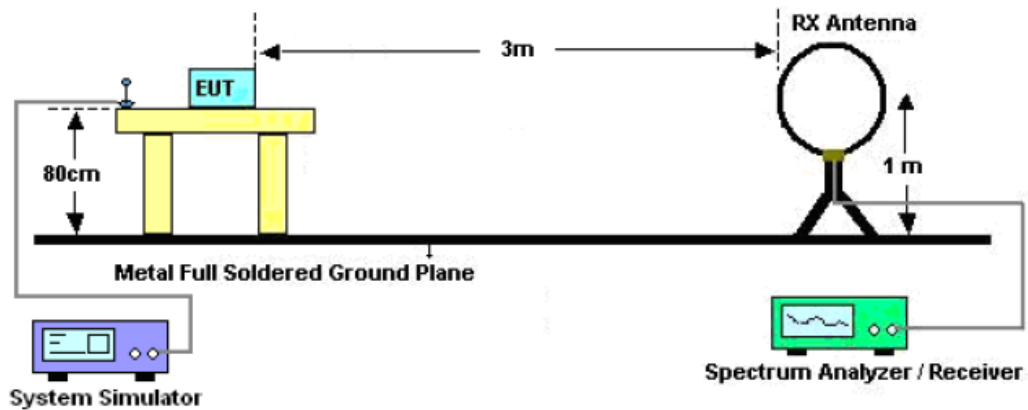 RX Antenna
3m
EUT
80cm
1 m
Metal Full Soldered Ground Plane
System Simulator
Spectrum Analyzer / Receiver